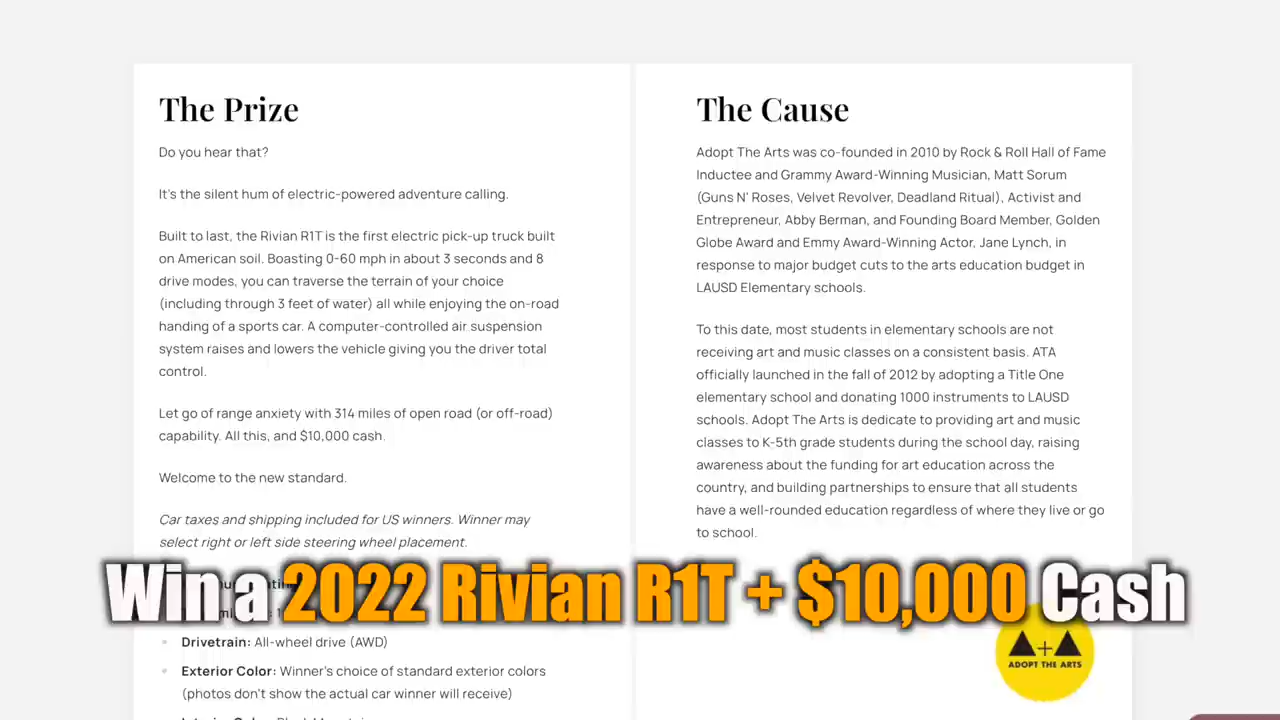 The Prize
Do you hear that?
It's the silent hum of electric-powered adventure calling.
Built to last, the Rivian R1T is the first electric pick-up truck built
on American soil. Boasting 0-60 mph in about 3 seconds and 8
drive modes, you can traverse the terrain of your choice
(including through 3 feet of water) all while enjoying the on-road
handing of a sports car. A computer-controlled air suspension
system raises and lowers the vehicle giving you the driver total
control.
Let go of range anxiety with 314 miles of open road (or off-road)
capability. All this, and $10,000 cash.
Welcome to the new standard.
Car taxes and shipping included for US winners. Winner may
select right or left side steering wheel placement.
Drivetrain: All-wheel drive (AWD)
Exterior Color: Winner's choice of standard exterior colors
(photos don't show the actual car winner will receive)
The Cause
Adopt The Arts was co-founded in 2010 by Rock & Roll Hall of Fame
Inductee and Grammy Award-Winning Musician, Matt Sorum
(Guns N' Roses, Velvet Revolver, Deadland Ritual), Activist and
Entrepreneur, Abby Berman, and Founding Board Member, Golden
Globe Award and Emmy Award-Winning Actor, Jane Lynch, in
response to major budget cuts to the arts education budget in
LAUSD Elementary schools.
To this date, most students in elementary schools are not
receiving art and music classes on a consistent basis. ATA
officially launched in the fall of 2012 by adopting a Title One
elementary school and donating 1000 instruments to LAUSD
schools. Adopt The Arts is dedicate to providing art and music
classes to K-5th grade students during the school day, raising
awareness about the funding for art education across the
country, and building partnerships to ensure that all students
have a well-rounded education regardless of where they live or go
to school.
Win a 2022 Rivian R1T + $10,000 Cash
A+A
ADOPT THE ARTS